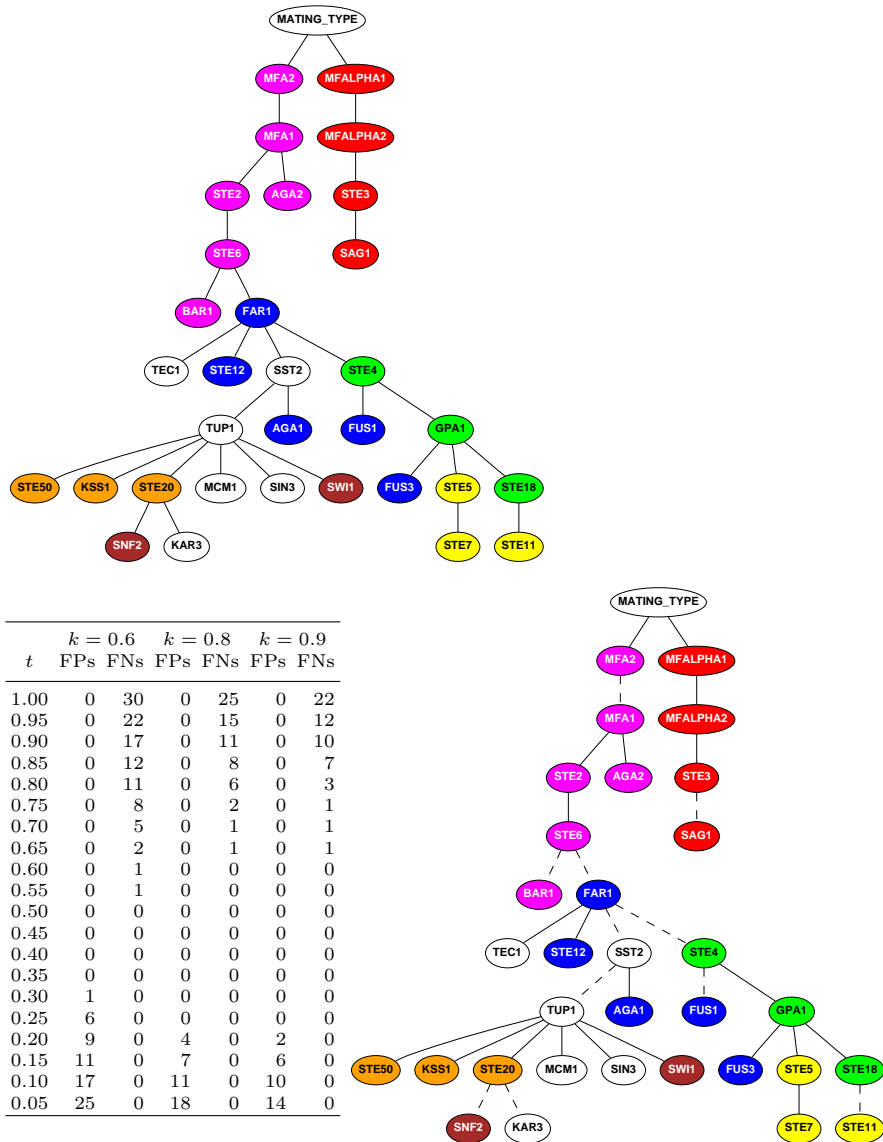 MATING_TYPE
MFA2 MFALPHA1
MFA1 MFALPHA2
STE2 AGA2 STE3
STE6 SAG1
BAR1 FAR1
TEC1 STE12 SST2 STE4
TUP1 AGA1 FUS1 GPA1
STE50 KSS1 STE20 MCM1 SIN3 SWI1 FUS3 STE5 STE18
SNF2 KAR3 STE7 STE11
k = 0.6 k = 0.8 k = 0.9
t FPs FNs FPs FNs FPs FNs
1.00 0 30 0 25 0 22
0.95 0 22 0 15 0 12
0.90 0 17 0 11 0 10
0.85 0 12 0 8 0 7
0.80 0 11 0 6 0 3
0.75 0 8 0 2 0 1
0.70 0 5 0 1 0 1
0.65 0 2 0 1 0 1
0.60 0 1 0 0 0 0
0.55 0 1 0 0 0 0
0.50 0 0 0 0 0 0
0.45 0 0 0 0 0 0
0.40 0 0 0 0 0 0
0.35 0 0 0 0 0 0
0.30 1 0 0 0 0 0
0.25 6 0 0 0 0 0
0.20 9 0 4 0 2 0
0.15 11 0 7 0 6 0
0.10 17 0 11 0 10 0
0.05 25 0 18 0 14 0
MATING_TYPE
MFA2 MFALPHA1
MFA1 MFALPHA2
STE2 AGA2 STE3
STE6 SAG1
BAR1 FAR1
TEC1 STE12 SST2 STE4
TUP1 AGA1 FUS1 GPA1
STE50 KSS1 STE20 MCM1 SIN3 SWI1 FUS3 STE5 STE18
SNF2 KAR3 STE7 STE11